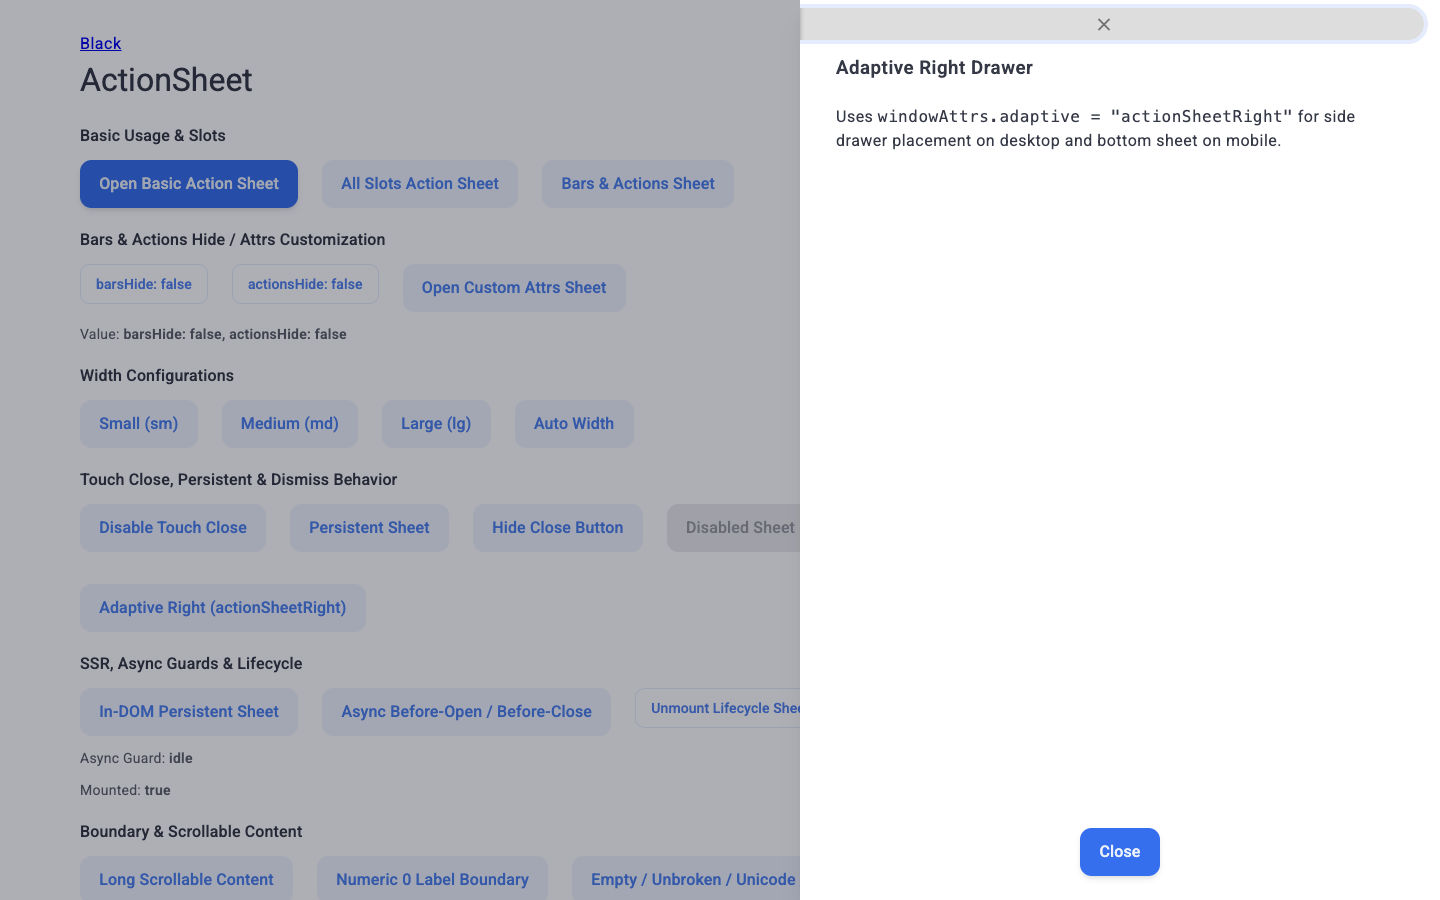 Black
ActionSheet
Basic Usage & Slots
Open Basic Action Sheet
All Slots Action Sheet
Bars & Actions Sheet
Bars & Actions Hide / Attrs Customization
barsHide: false
actionsHide: false
Open Custom Attrs Sheet
Value: barsHide: false, actionsHide: false
Width Configurations
Small (sm)
Medium (md)
Large (lg)
Auto Width
Touch Close, Persistent & Dismiss Behavior
Disable Touch Close
Persistent Sheet
Hide Close Button
Disabled Sheet
Adaptive Right (actionSheetRight)
SSR, Async Guards & Lifecycle
In-DOM Persistent Sheet
Async Before-Open / Before-Close
Unmount Lifecycle Shee
Async Guard: idle
Mounted: true
Boundary & Scrollable Content
Long Scrollable Content
Numeric 0 Label Boundary
Empty / Unbroken / Unicode
Adaptive Right Drawer
Uses windowAttrs.adaptive = "actionSheetRight" for side
drawer placement on desktop and bottom sheet on mobile.
Close